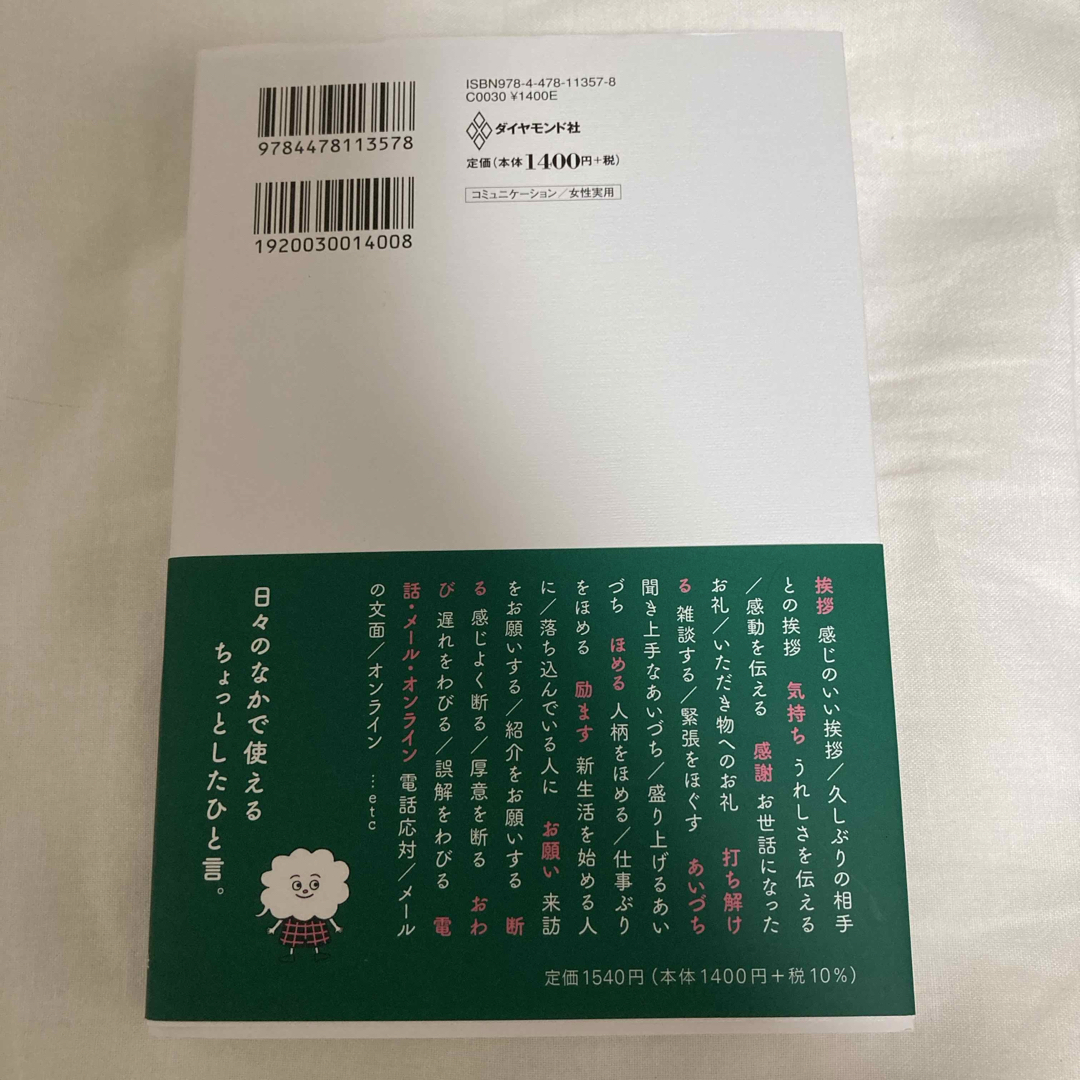 ISBN978-4-478-11357-8
C0030 ¥1400E
9784478113578
ダイヤモンド社
定価(本体1400円+税)
コミュニケーション/女性実用
1920030014008
挨拶 感じのいい挨拶/久しぶりの相手
との挨拶 気持ち うれしさを伝える
/感動を伝える 感謝 お世話になった
お礼/いただき物へのお礼 打ち解け
る 雑談する/緊張をほぐす あいづち
聞き上手なあいづち/盛り上げるあい
づち ほめる 人柄をほめる/仕事ぶり
をほめる 励ます 新生活を始める人
に/落ち込んでいる人に お願い 来訪
をお願いする/紹介をお願いする 断
る 感じよく断る/厚意を断る おわ
び 遅れをわびる/誤解をわびる 電
話・メール・オンライン 電話応対/メール
の文面/オンライン …etc
日々のなかで使える
ちょっとしたひと言。
定価1540円(本体1400円+税10%)